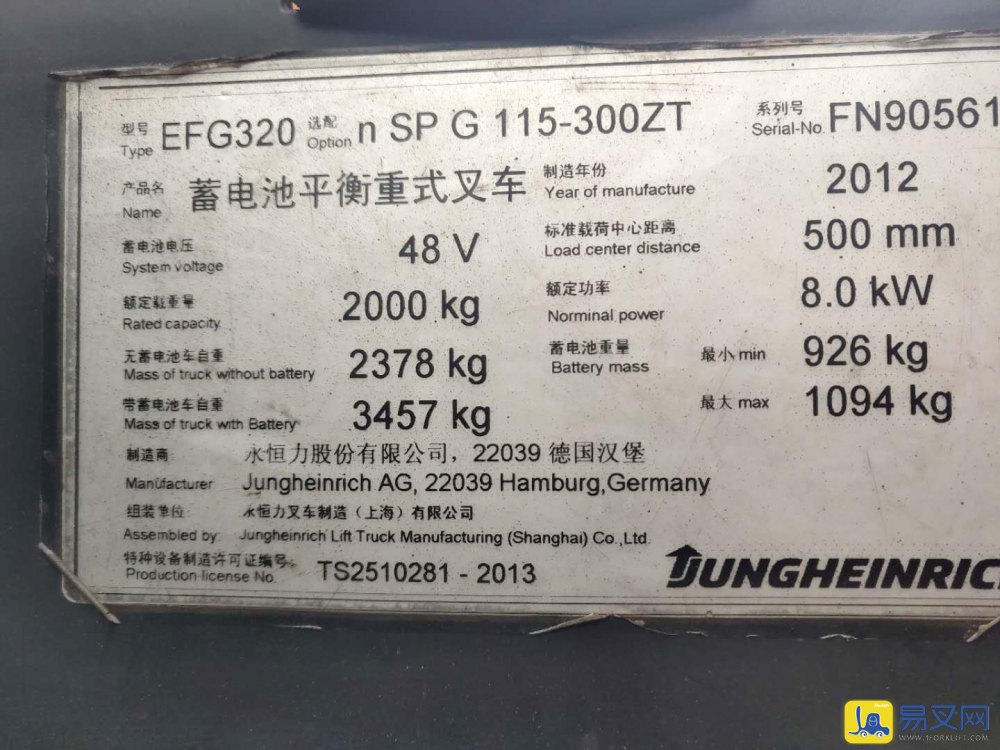 型号 Type EFG320 选配 Option n SP G 115-300ZT 系列号 Serial-No. FN90561
产品名 Name 蓄电池平衡重式叉车 制造年份 Year of manufacture 2012
蓄电池电压 System voltage 48 V 标准载荷中心距离 Load center distance 500 mm
额定载重量 Rated capacity 2000 kg 额定功率 Norminal power 8.0 kW
无蓄电池车自重 Mass of truck without battery 2378 kg 蓄电池重量 Battery mass 最小 min 926 kg
带蓄电池车自重 Mass of truck with Battery 3457 kg 最大 max 1094 kg
制造商 永恒力股份有限公司，22039 德国汉堡
Manufacturer Jungheinrich AG, 22039 Hamburg,Germany
组装单位 永恒力叉车制造（上海）有限公司
Assembled by: Jungheinrich Lift Truck Manufacturing (Shanghai) Co.,Ltd.
特种设备制造许可证编号: Production-license No. TS2510281 - 2013
JUNGHEINRIC
易叉网
WWW.1FORKLIFT.COM